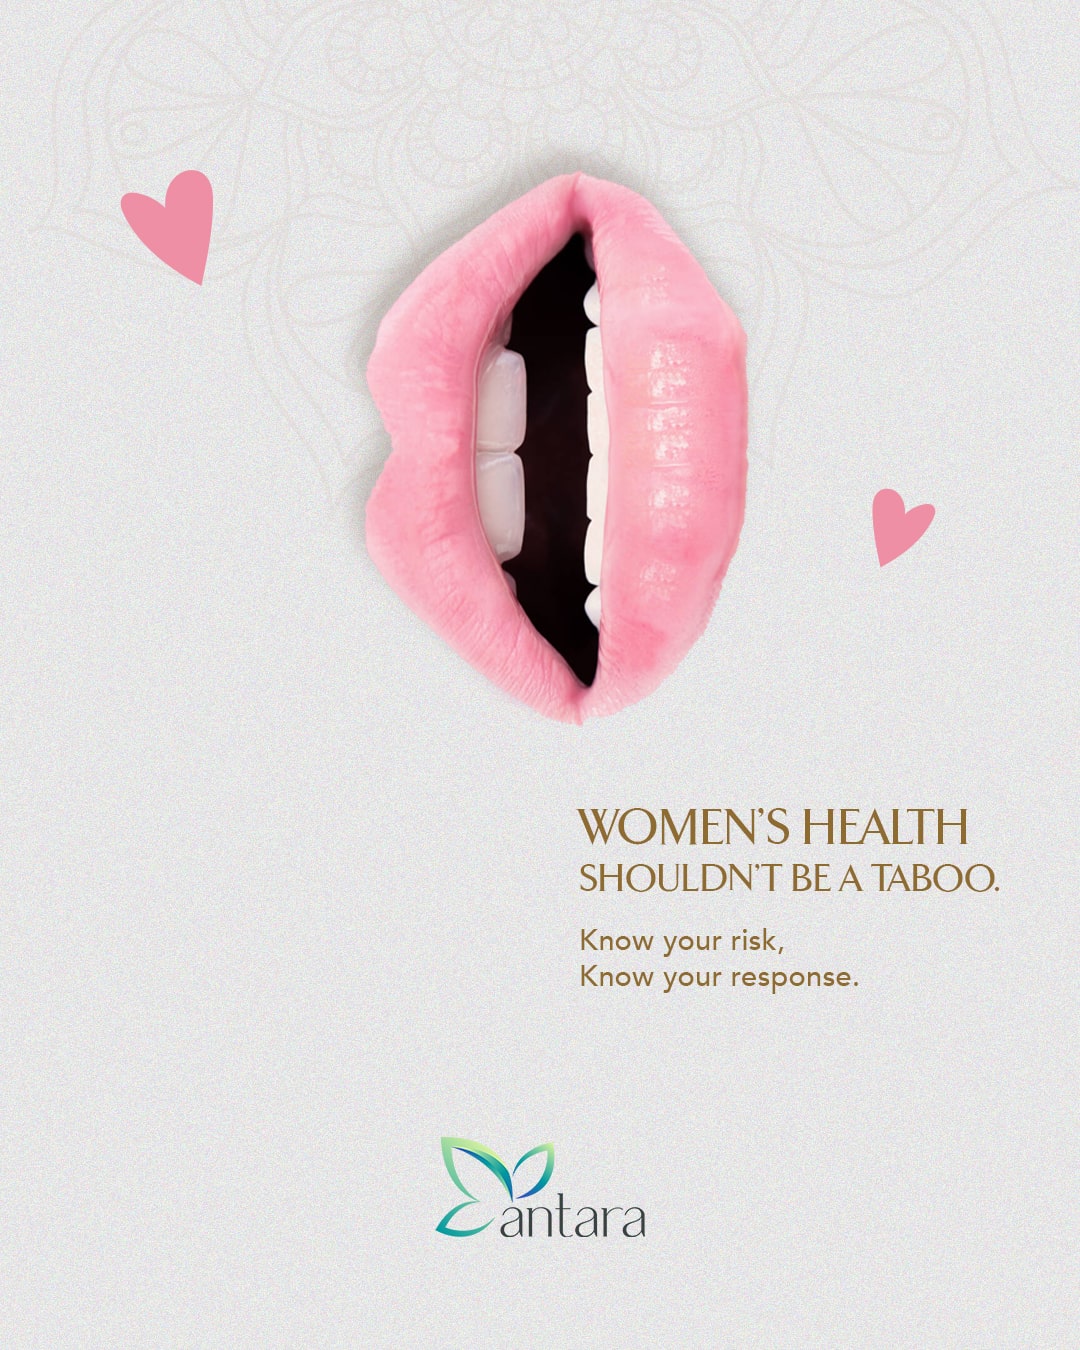 WOMEN'S HEALTH
SHOULDN'T BE A TABOO.
Know your risk,
Know your response.
antara